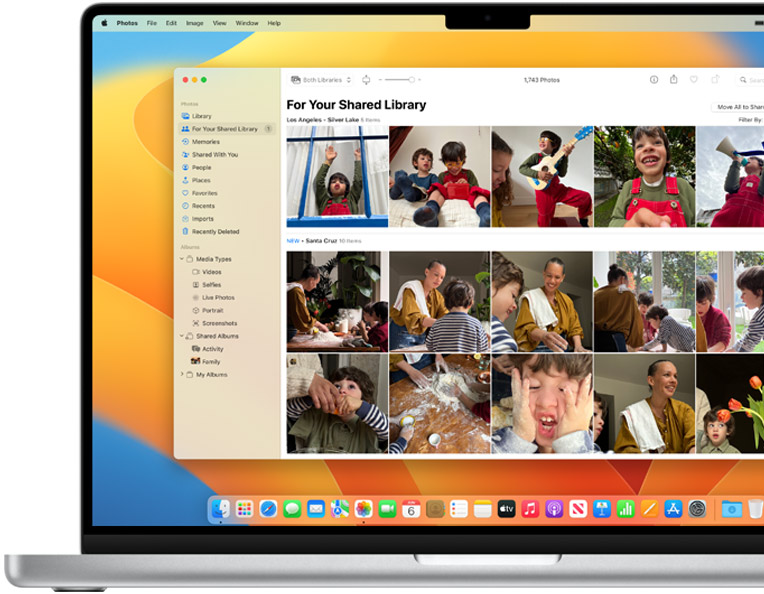 Photos File Edit Image View Window Help
Both Libraries
1,743 Photos
For Your Shared Library
Move All to Shar
Los Angeles - Silver Lake 5 items
Filter By:
Photos
Library
For Your Shared Library
Memories
Shared With You
People
Places
Favorites
Recents
Imports
Recently Deleted
Albums
Media Types
Videos
Selfies
Live Photos
Portrait
Screenshots
Shared Albums
Activity
Family
My Albums
NEW • Santa Cruz 10 items
6
tv